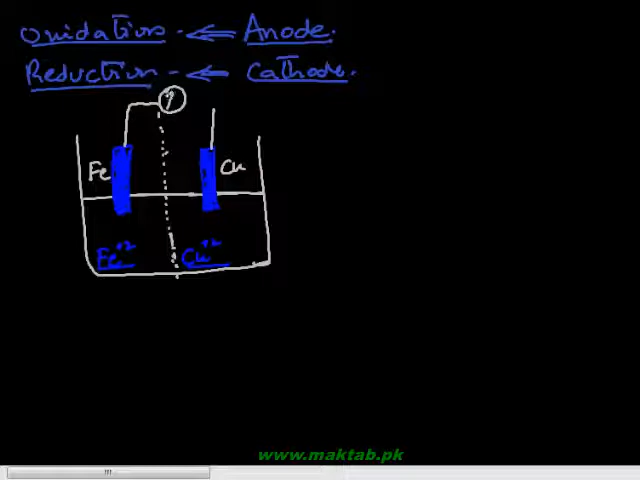 Oxidation ← Anode.
Reduction ← Cathode.
Fe Cu
Fe+2 Cu+2
www.maktab.pk